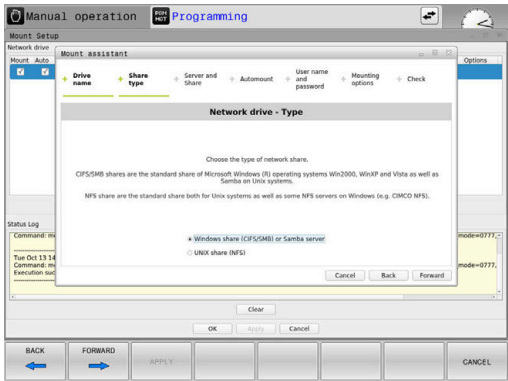 Manual operation
PGM
MGT
Programming
Mount Setup
Network drive
Mount Auto
Options
Mount assistant
Drive
name
Share
type
Server and
Share
Automount
User name
and
password
Mounting
options
Check
Network drive - Type
Choose the type of network share.
CIFS/SMB shares are the standard share of Microsoft Windows (R) operating systems Win2000, WinXP and Vista as well as
Samba on Unix systems.
NFS share are the standard share both for Unix systems as well as some NFS servers on Windows (e.g. CIMCO NFS).
Windows share (CIFS/SMB) or Samba server
UNIX share (NFS)
Cancel Back Forward
Status Log
Command: m
mode=0777,-
Tue Oct 13 14
Command: m
mode=0777,
Execution suc
Clear
OK Apply Cancel
BACK FORWARD APPLY CANCEL